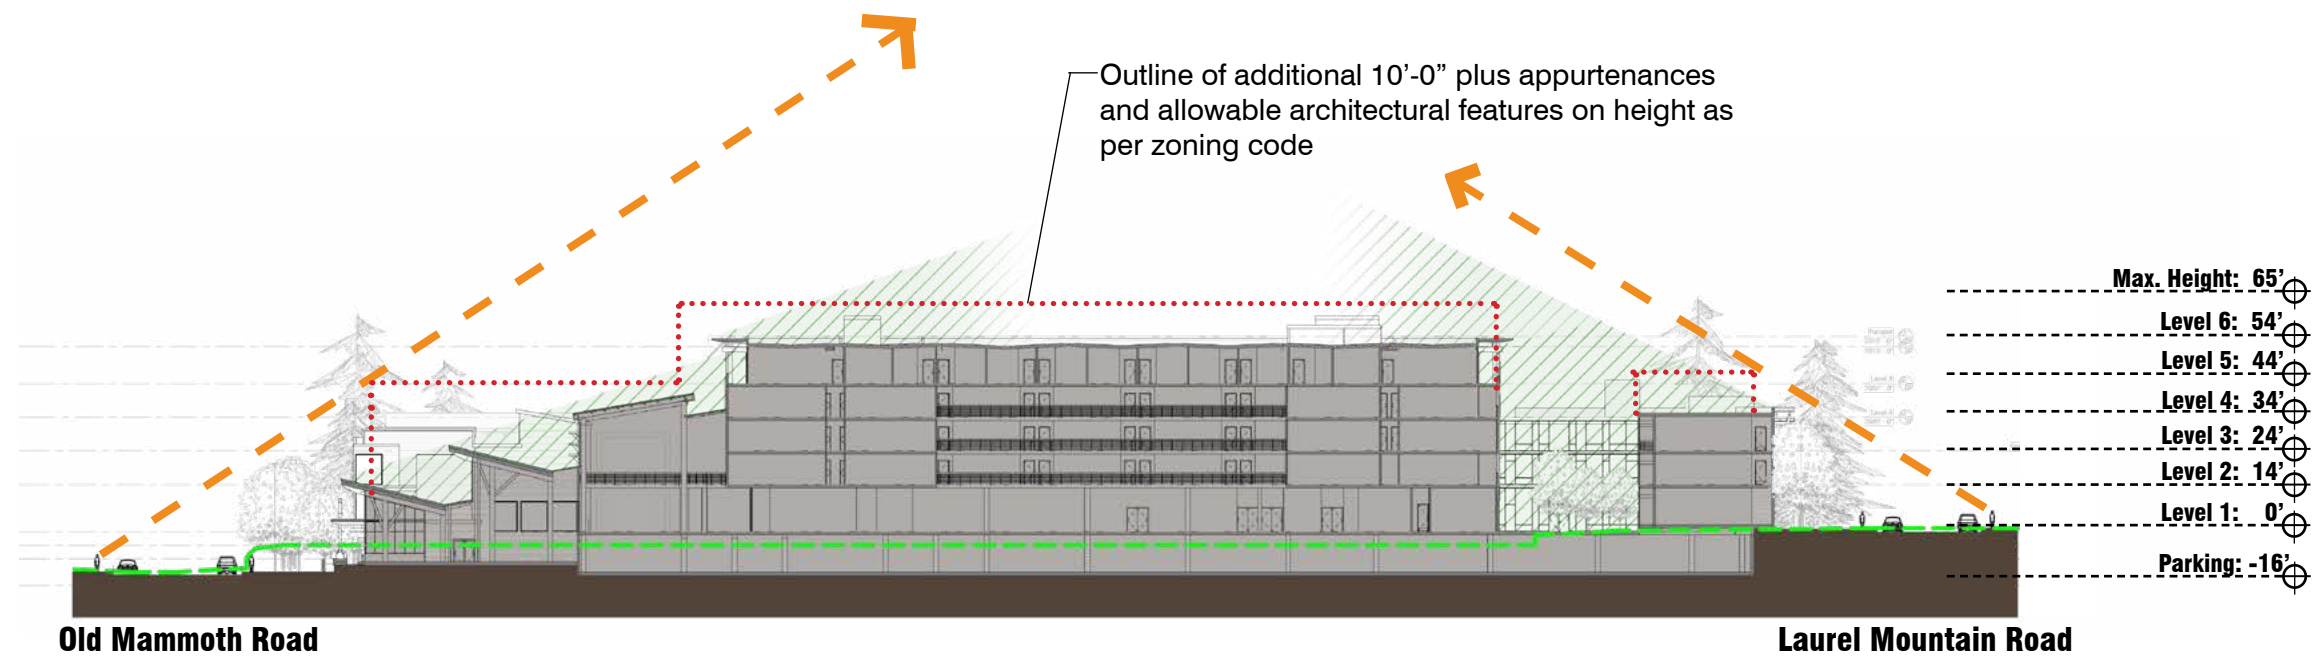 Outline of additional 10’-0” plus appurtenances
and allowable architectural features on height as
per zoning code
Max. Height: 65’
Level 6: 54’
Level 5: 44’
Level 4: 34’
Level 3: 24’
Level 2: 14’
Level 1: 0’
Parking: -16’
Old Mammoth Road
Laurel Mountain Road